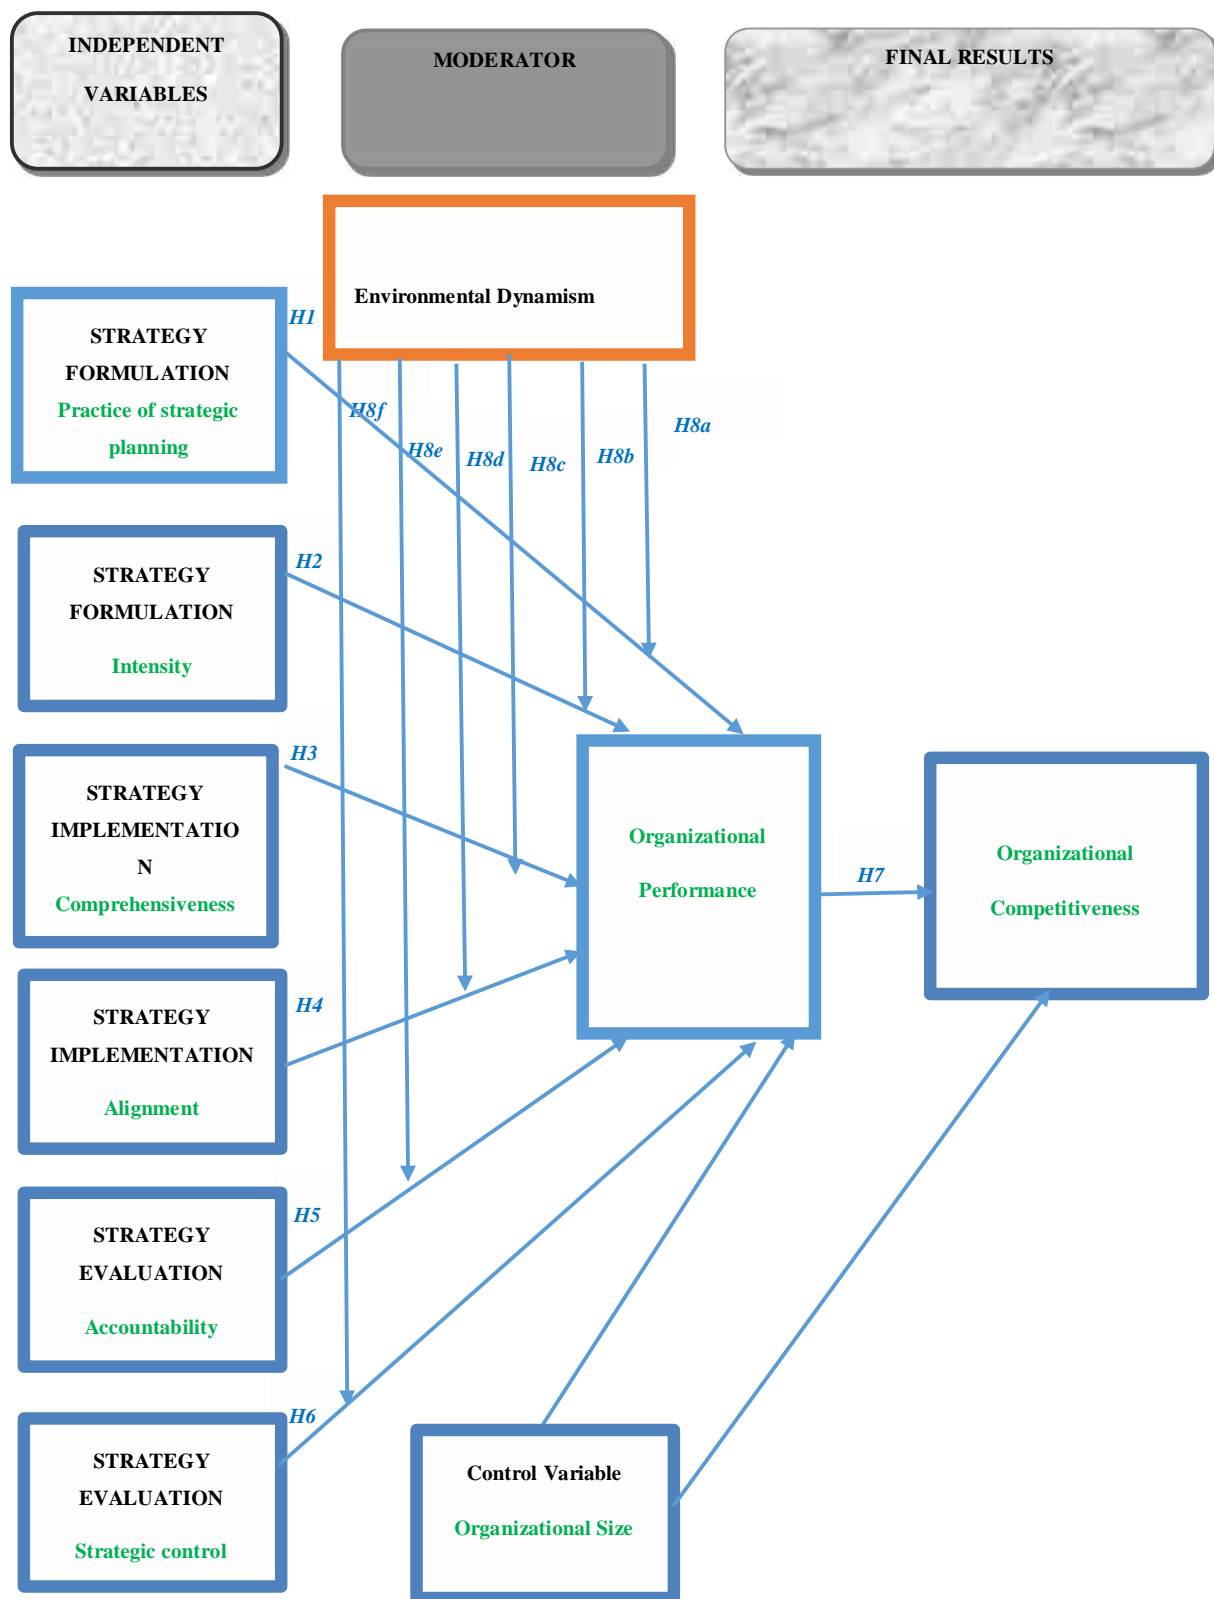 INDEPENDENT
VARIABLES
MODERATOR
FINAL RESULTS
Environmental Dynamism
H1
STRATEGY
FORMULATION
Practice of strategic
planning
H8f
H8e
H8d
H8c
H8b
H8a
H2
STRATEGY
FORMULATION
Intensity
H3
STRATEGY
IMPLEMENTATIO
N
Comprehensiveness
Organizational
Performance
H7
Organizational
Competitiveness
H4
STRATEGY
IMPLEMENTATION
Alignment
H5
STRATEGY
EVALUATION
Accountability
H6
STRATEGY
EVALUATION
Strategic control
Control Variable
Organizational Size